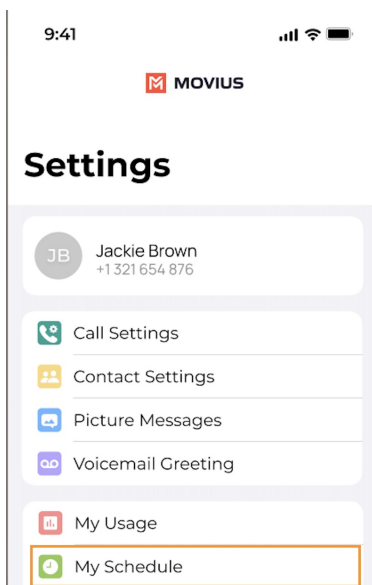 9:41
MOVIUS
Settings
JB
Jackie Brown
+1 321 654 876
Call Settings
Contact Settings
Picture Messages
Voicemail Greeting
My Usage
My Schedule